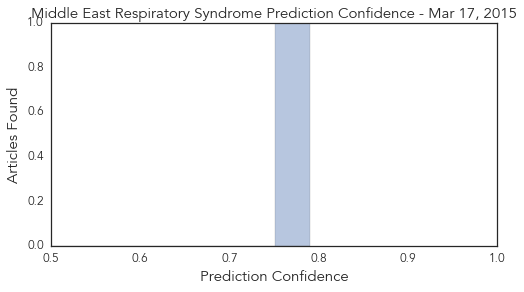 Middle East Respiratory Syndrome Prediction Confidence - Mar 17, 2015
1.0
0.8
0.6
0.4
0.2
0.0
Articles Found
0.5 0.6 0.7 0.8 0.9 1.0
Prediction Confidence